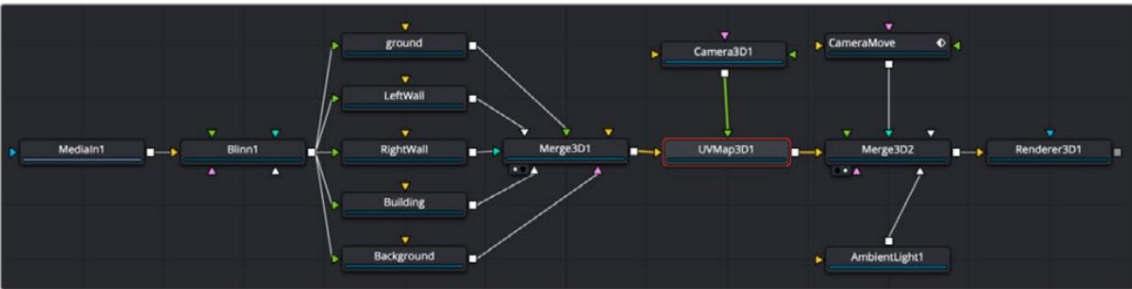 ground
Camera3D1
CameraMove
LeftWall
MediaIn1
Blinn1
RightWall
Merge3D1
UVMap3D1
Merge3D2
Renderer3D1
Building
Background
AmbientLight1